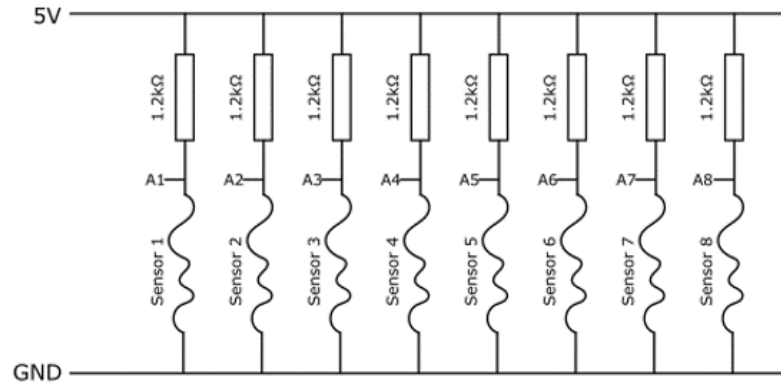 5V
1.2kΩ
1.2kΩ
1.2kΩ
1.2kΩ
1.2kΩ
1.2kΩ
1.2kΩ
1.2kΩ
A1
A2
A3
A4
A5
A6
A7
A8
Sensor 1
Sensor 2
Sensor 3
Sensor 4
Sensor 5
Sensor 6
Sensor 7
Sensor 8
GND